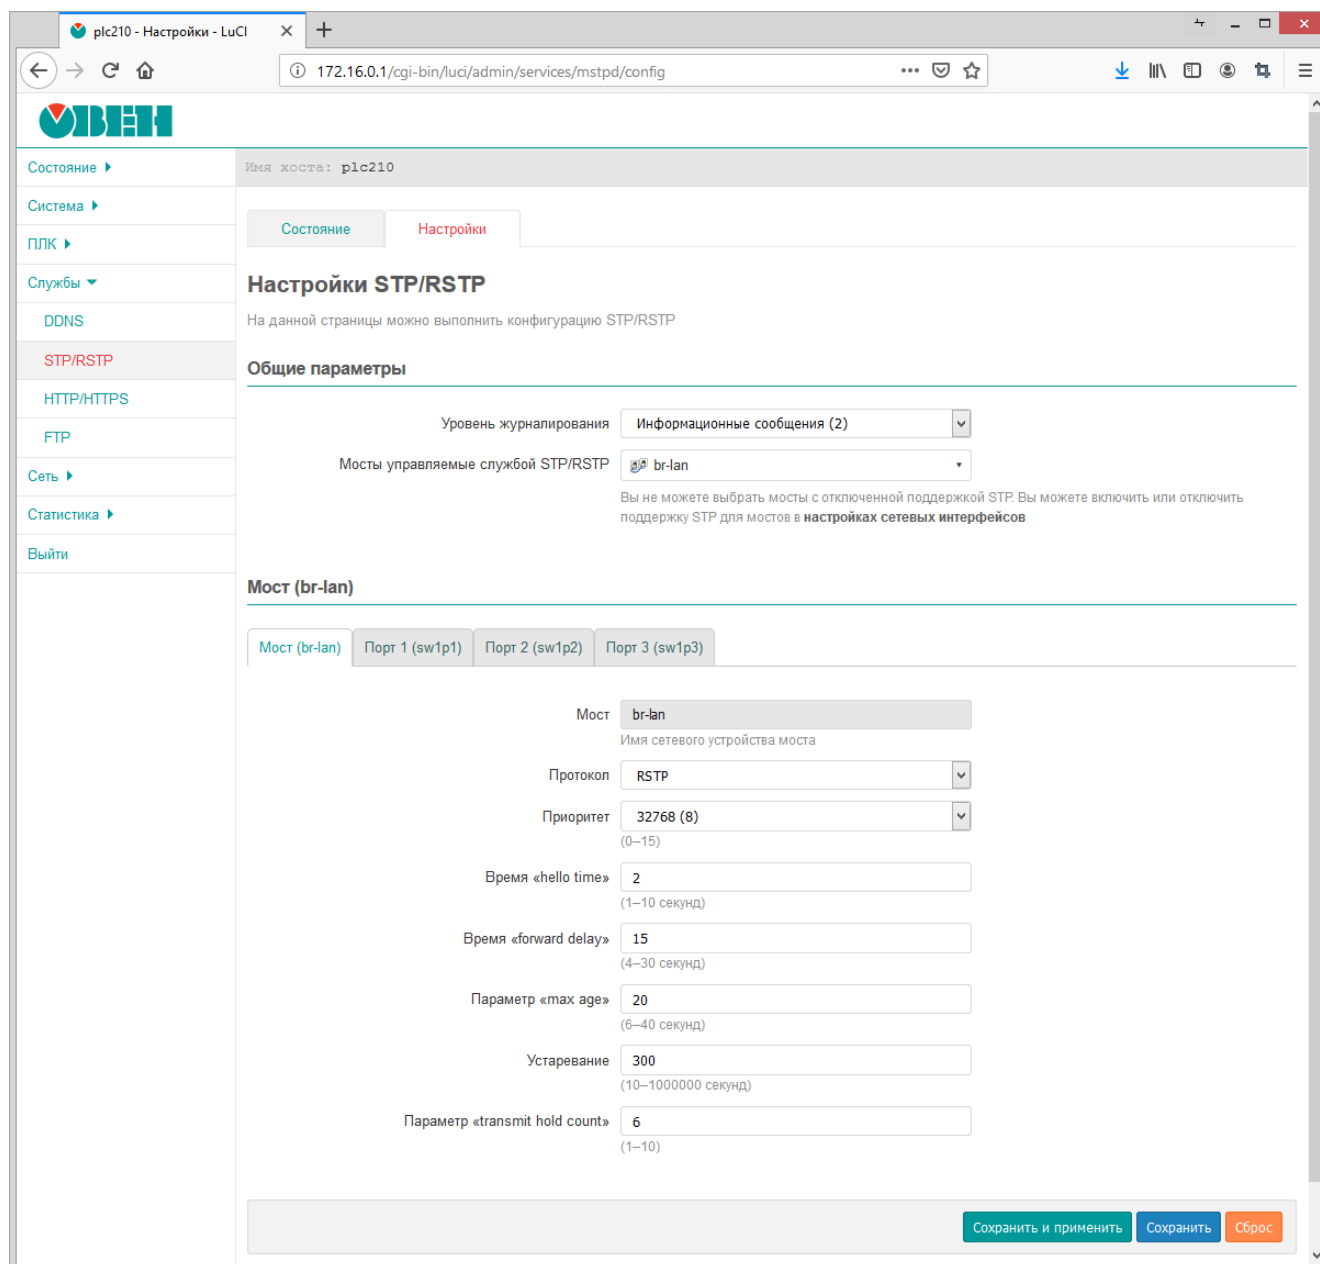 plc210 - Настройки - LuCI
172.16.0.1/cgi-bin/luci/admin/services/mstpd/config
ОВЕН
Состояние
Система
ПЛК
Службы
DDNS
STP/RSTP
HTTP/HTTPS
FTP
Сеть
Статистика
Выйти
Имя хоста: plc210
Состояние Настройки
Настройки STP/RSTP
На данной страницы можно выполнить конфигурацию STP/RSTP
Общие параметры
Уровень журналирования Информационные сообщения (2)
Мосты управляемые службой STP/RSTP br-lan
Вы не можете выбрать мосты с отключенной поддержкой STP. Вы можете включить или отключить
поддержку STP для мостов в настройках сетевых интерфейсов
Мост (br-lan)
Мост (br-lan) Порт 1 (sw1p1) Порт 2 (sw1p2) Порт 3 (sw1p3)
Мост br-lan
Имя сетевого устройства моста
Протокол RSTP
Приоритет 32768 (8)
(0–15)
Время «hello time» 2
(1–10 секунд)
Время «forward delay» 15
(4–30 секунд)
Параметр «max age» 20
(6–40 секунд)
Устаревание 300
(10–1000000 секунд)
Параметр «transmit hold count» 6
(1–10)
Сохранить и применить Сохранить Сброс